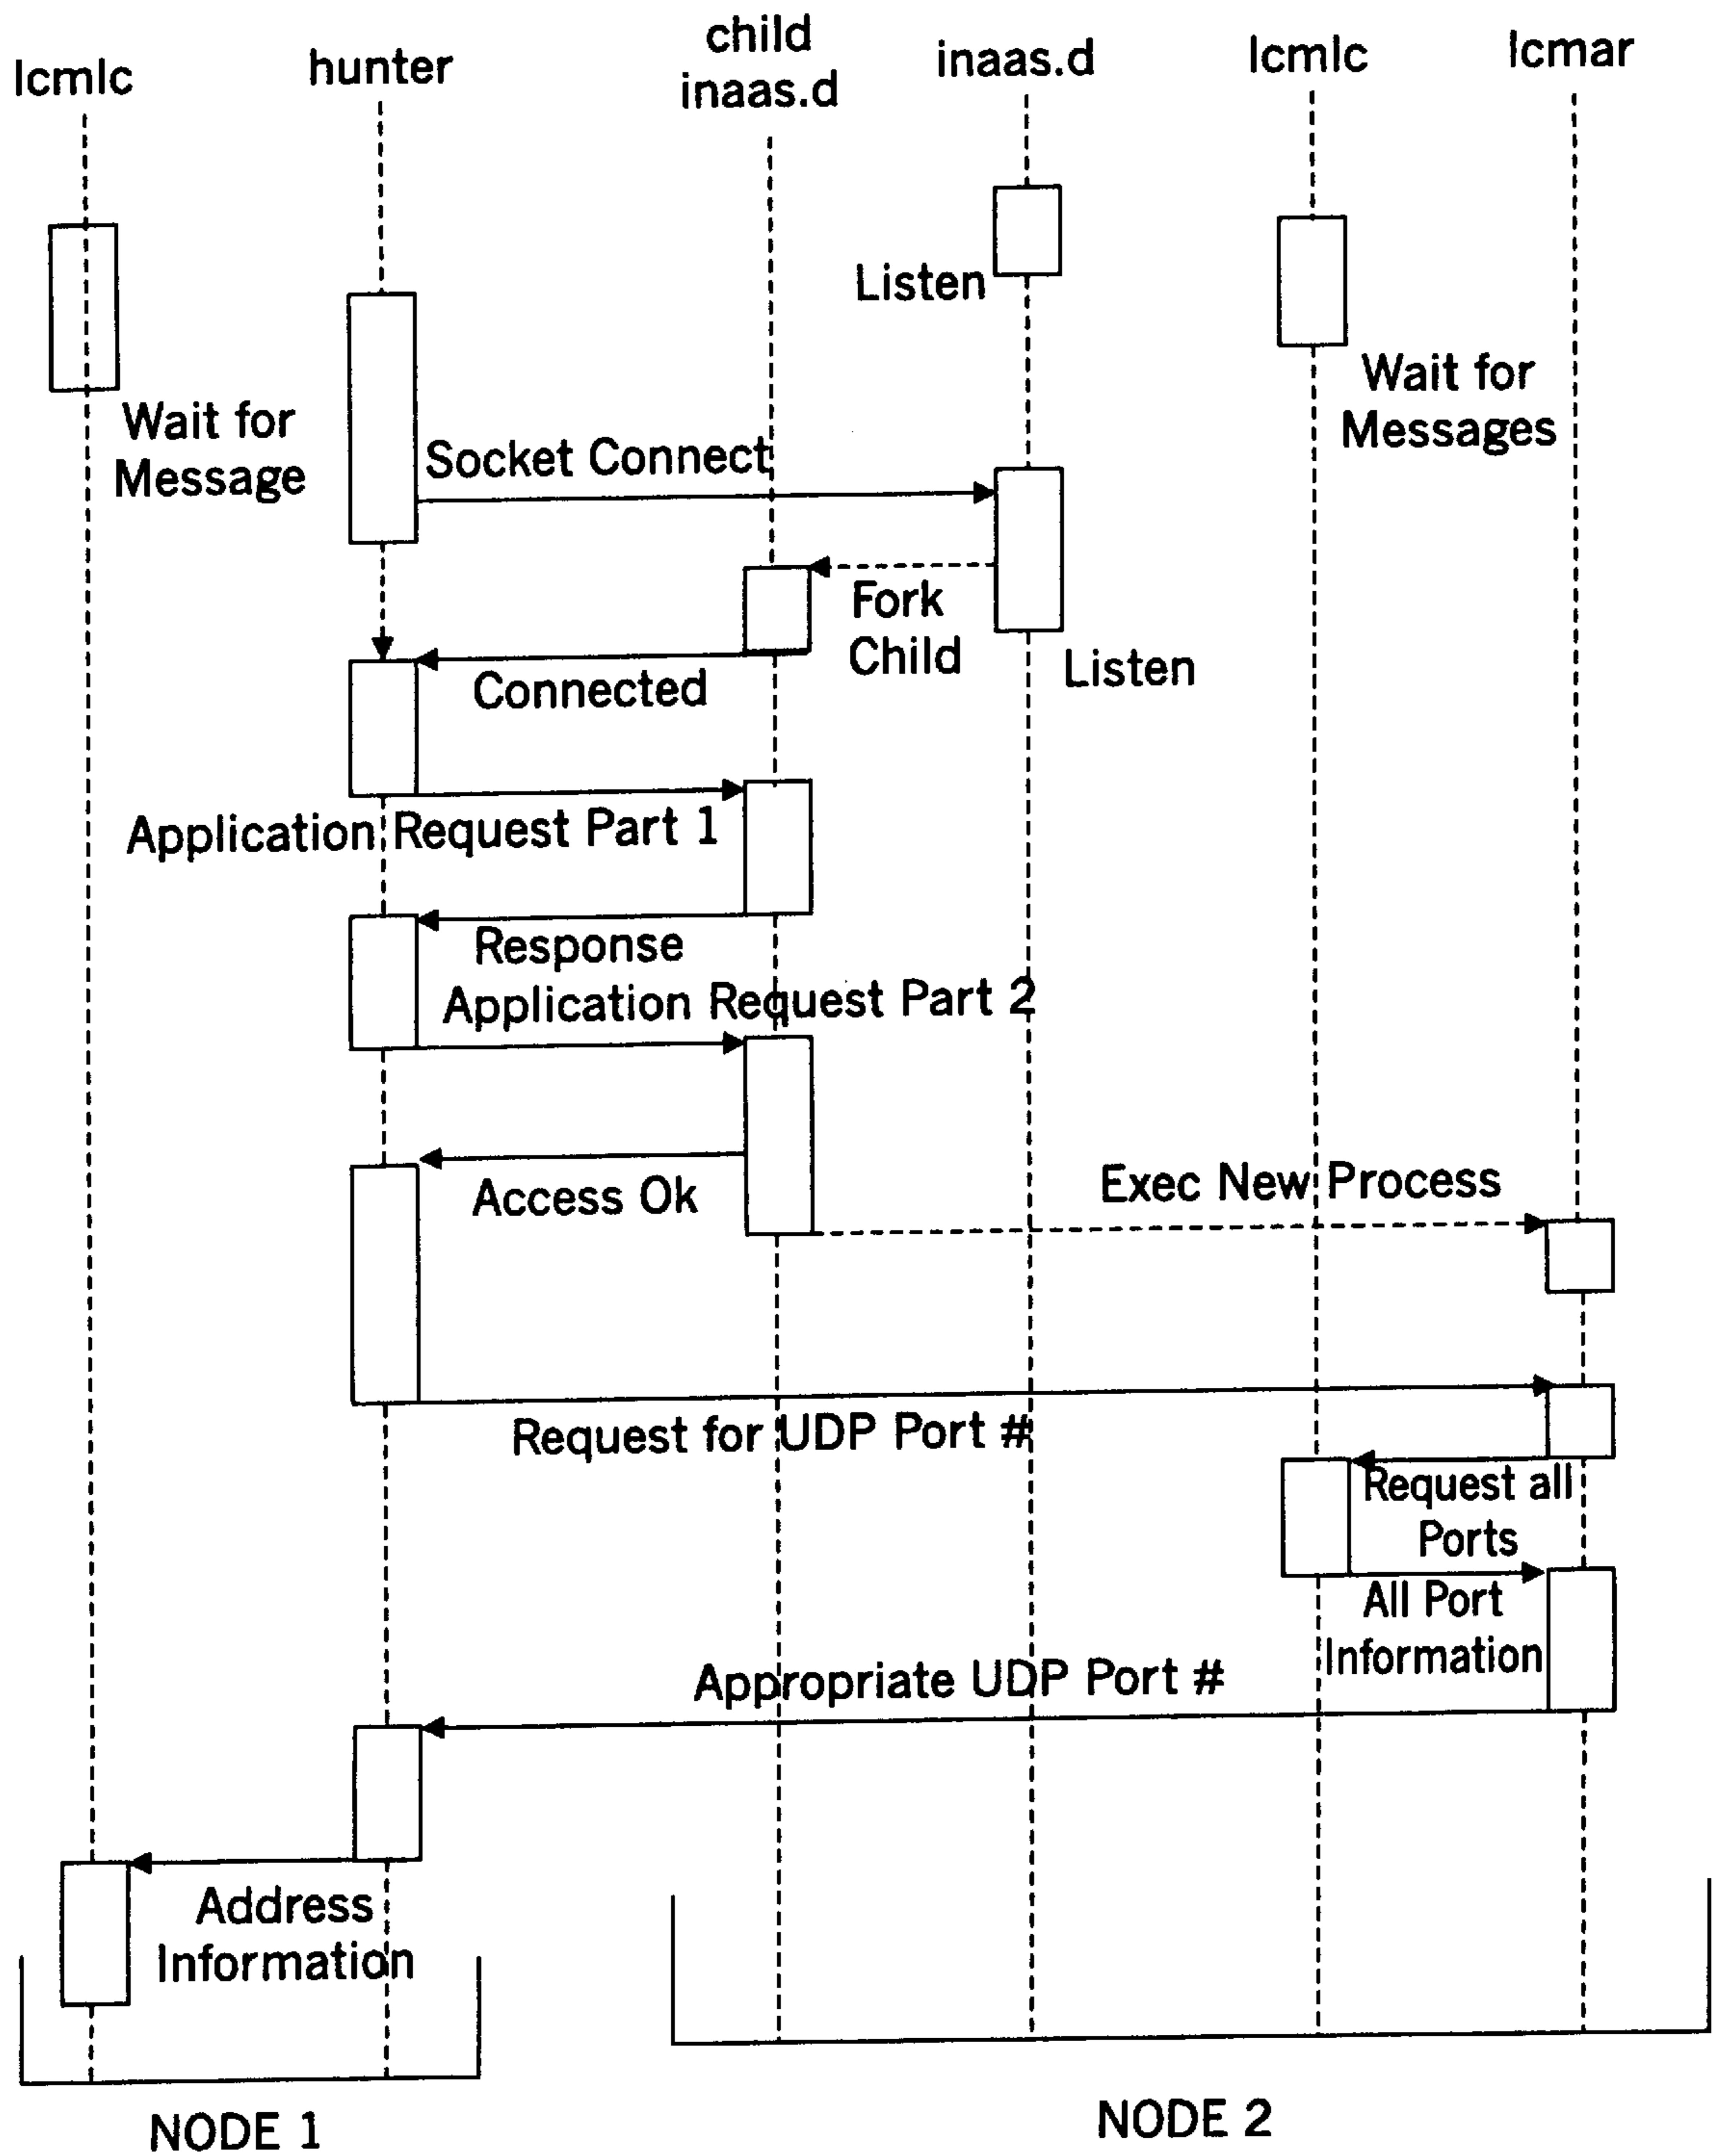 lcmlc
hunter
child
inaas.d
inaas.d
lcmlc
lcmar
Listen
Wait for
Messages
Wait for
Message
Socket Connect
Fork
Child
Listen
Connected
Application Request Part 1
Response
Application Request Part 2
Access Ok
Exec New Process
Request for UDP Port #
Request all
Ports
All Port
Information
Appropriate UDP Port #
Address
Information
NODE 1
NODE 2